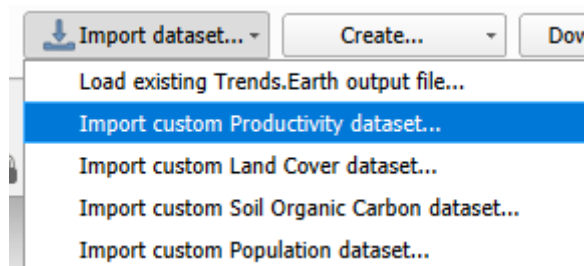 Import dataset... Create... Dow
Load existing Trends.Earth output file...
Import custom Productivity dataset...
Import custom Land Cover dataset...
Import custom Soil Organic Carbon dataset...
Import custom Population dataset...